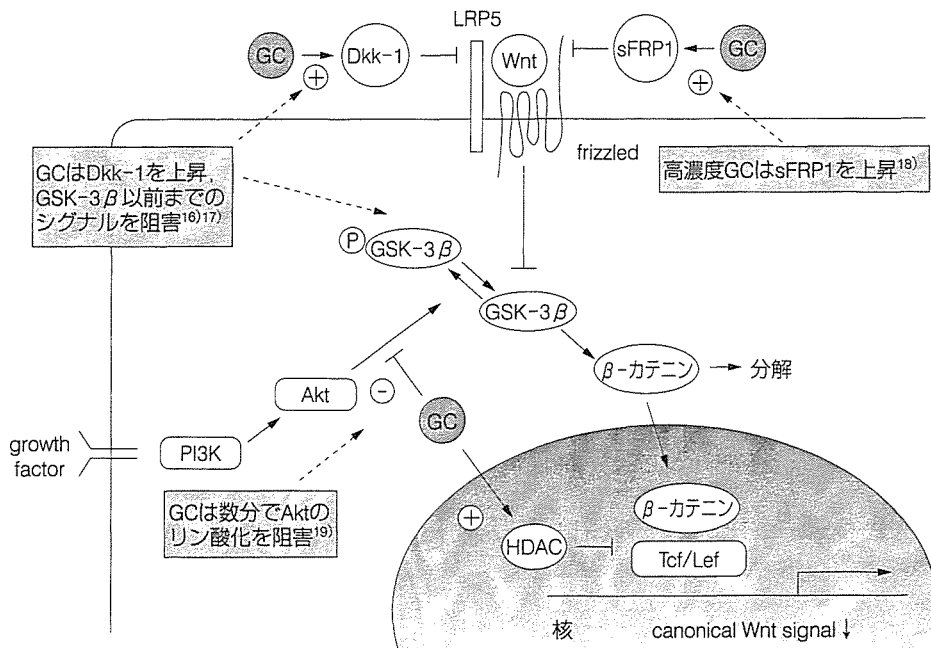 LRP5
GC
Dkk-1
Wnt
sFRP1
GC
+
+
frizzled
GCはDkk-1を上昇,
GSK-3β以前までの
シグナルを阻害16)17)
高濃度GCはsFRP1を上昇18)
P
GSK-3β
GSK-3β
β-カテニン
分解
Akt
−
GC
growth
factor
PI3K
GCは数分でAktの
リン酸化を阻害19)
+
HDAC
β-カテニン
Tcf/Lef
核
canonical Wnt signal↓